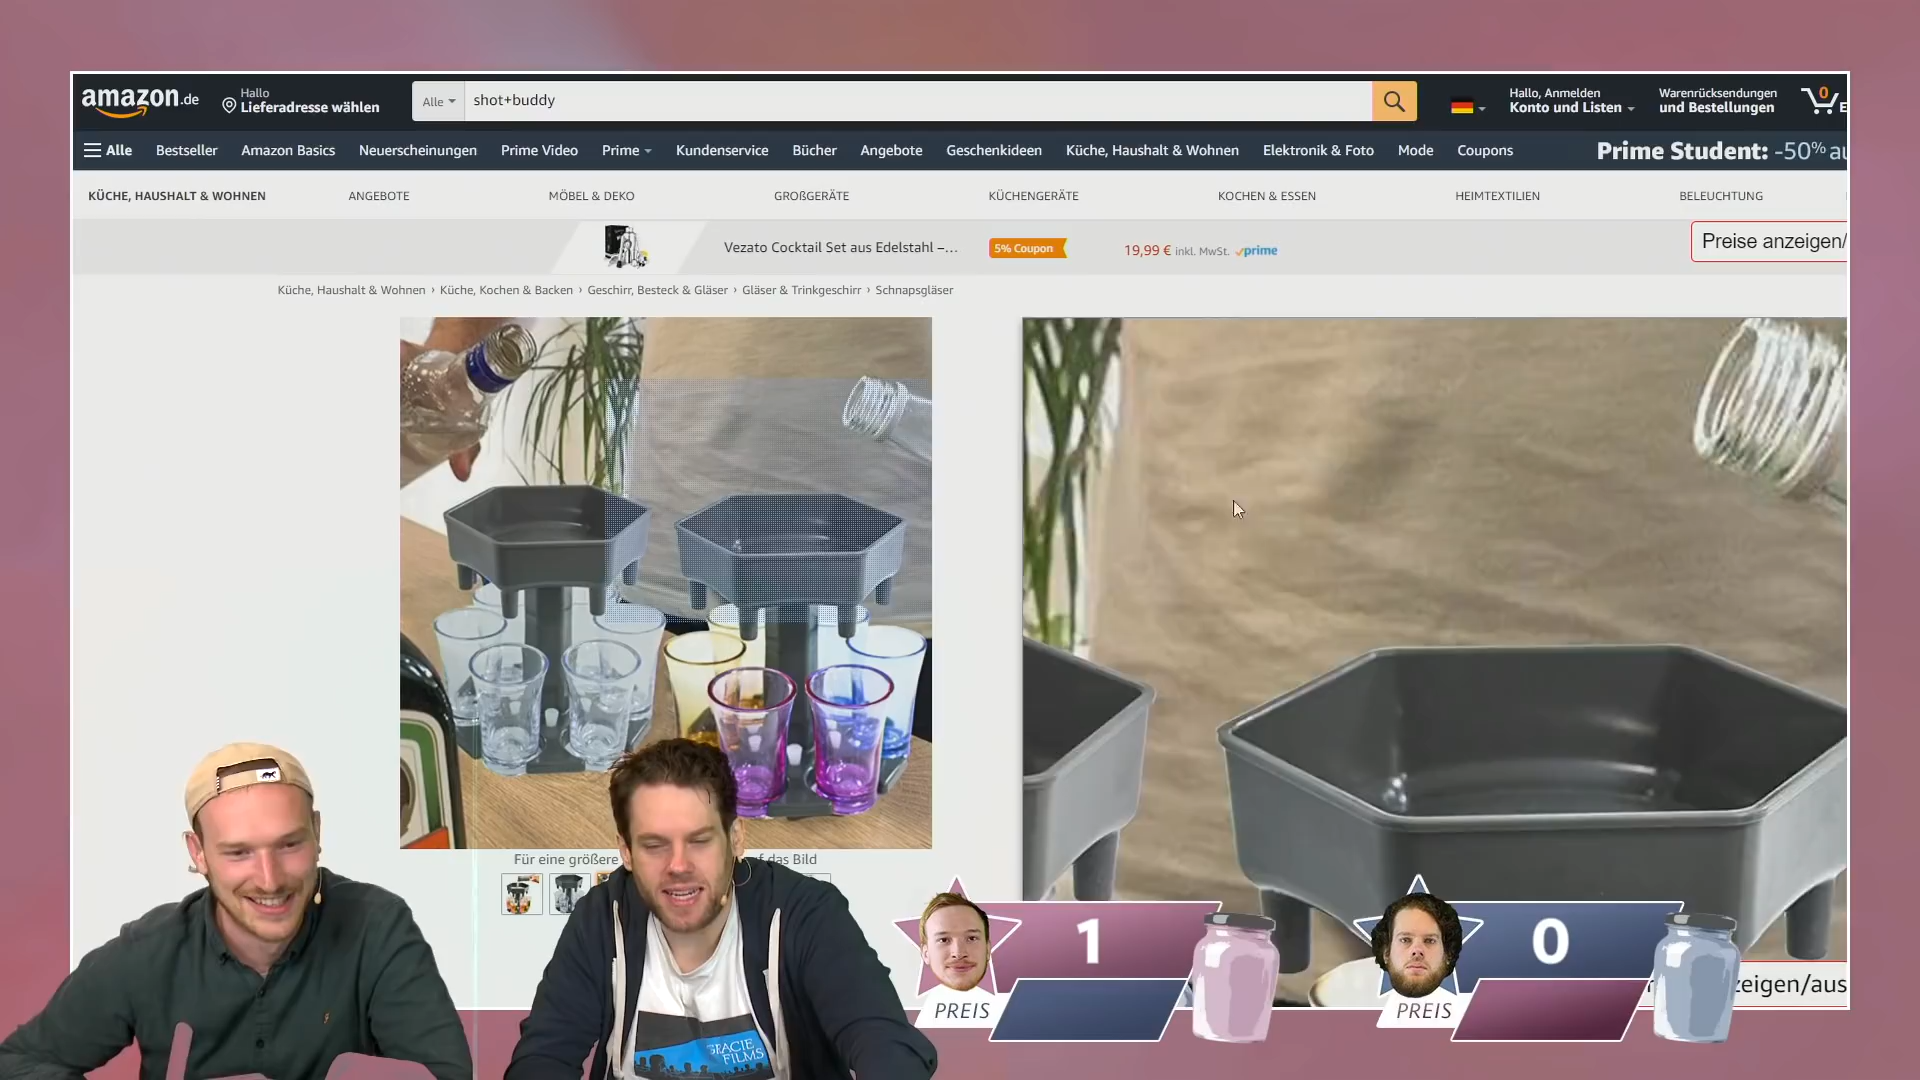 amazon.de
Hallo
Lieferadresse wählen
Alle
shot+buddy
Hallo, Anmelden
Konto und Listen
Warenrücksendungen
und Bestellungen
0
E
Alle
Bestseller
Amazon Basics
Neuerscheinungen
Prime Video
Prime
Kundenservice
Bücher
Angebote
Geschenkideen
Küche, Haushalt & Wohnen
Elektronik & Foto
Mode
Coupons
Prime Student: -50% au
KÜCHE, HAUSHALT & WOHNEN
ANGEBOTE
MÖBEL & DEKO
GROßGERÄTE
KÜCHENGERÄTE
KOCHEN & ESSEN
HEIMTEXTILIEN
BELEUCHTUNG
Vezato Cocktail Set aus Edelstahl –...
5% Coupon
19,99 € inkl. MwSt. prime
Preise anzeigen/
Küche, Haushalt & Wohnen › Küche, Kochen & Backen › Geschirr, Besteck & Gläser › Gläser & Trinkgeschirr › Schnapsgläser
Für eine größere
das Bild
1
0
PREIS
PREIS
zeigen/aus
GRACIE
FILMS